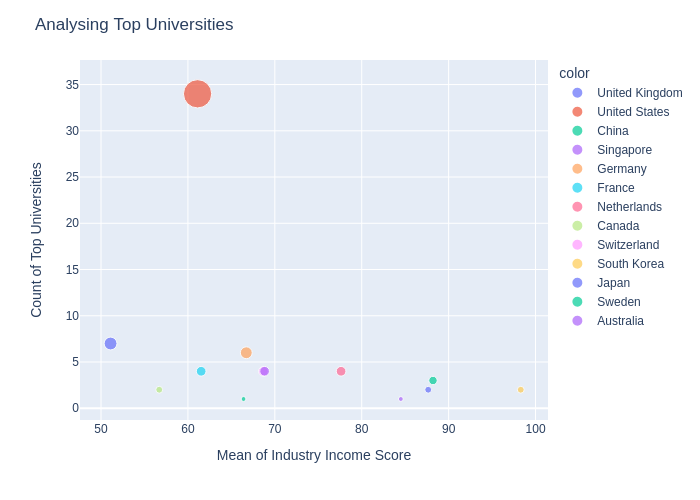 Analysing Top Universities
color
United Kingdom
United States
China
Singapore
Germany
France
Netherlands
Canada
Switzerland
South Korea
Japan
Sweden
Australia
Count of Top Universities
35
30
25
20
15
10
5
0
50
60
70
80
90
100
Mean of Industry Income Score